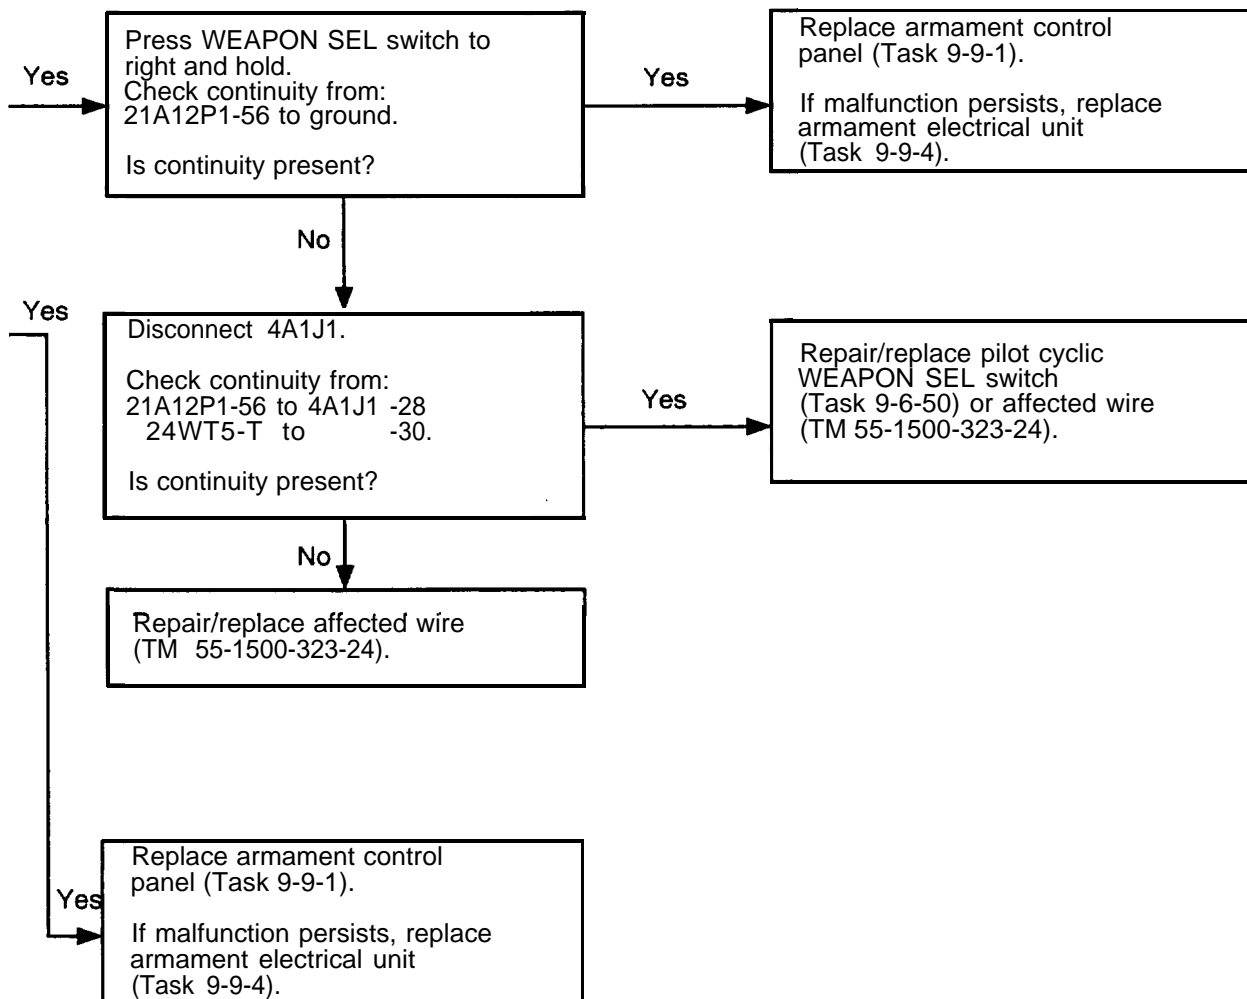 Yes
Press WEAPON SEL switch to
right and hold.
Check continuity from:
21A12P1-56 to ground.
Is continuity present?
Yes
Replace armament control
panel (Task 9-9-1).
If malfunction persists, replace
armament electrical unit
(Task 9-9-4).
No
Yes
Disconnect 4A1J1.
Check continuity from:
21A12P1-56 to 4A1J1 -28
24WT5-T to -30.
Is continuity present?
Yes
Repair/replace pilot cyclic
WEAPON SEL switch
(Task 9-6-50) or affected wire
(TM 55-1500-323-24).
No
Repair/replace affected wire
(TM 55-1500-323-24).
Yes
Replace armament control
panel (Task 9-9-1).
If malfunction persists, replace
armament electrical unit
(Task 9-9-4).